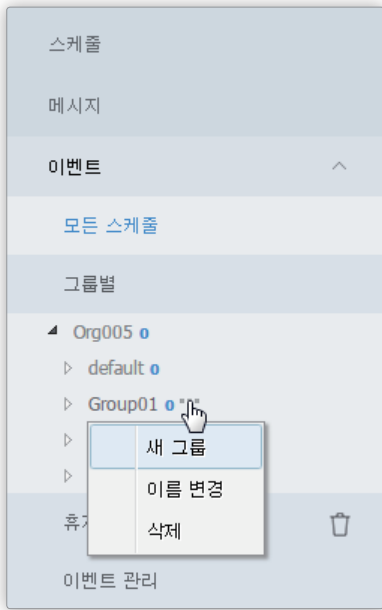 스케줄
메시지
이벤트
모든 스케줄
그룹별
Org005 0
default 0
Group01 0
새 그룹
이름 변경
삭제
이벤트 관리